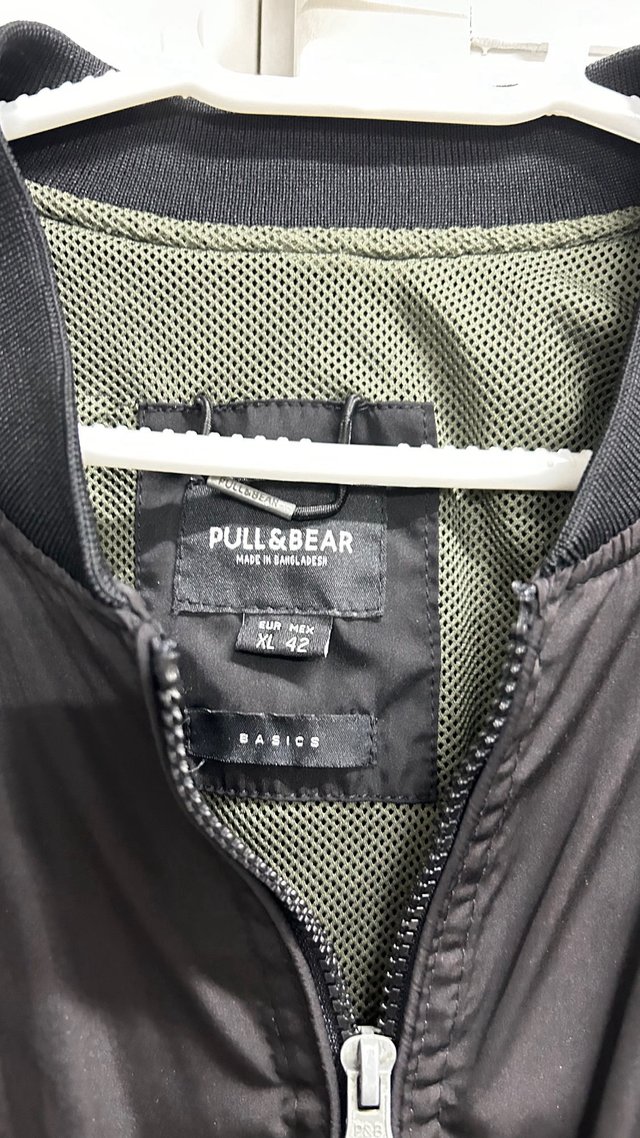 PULL&BEAR
PULL&BEAR
MADE IN BANGLADESH
EUR MEX
XL 42
BASICS
P&B